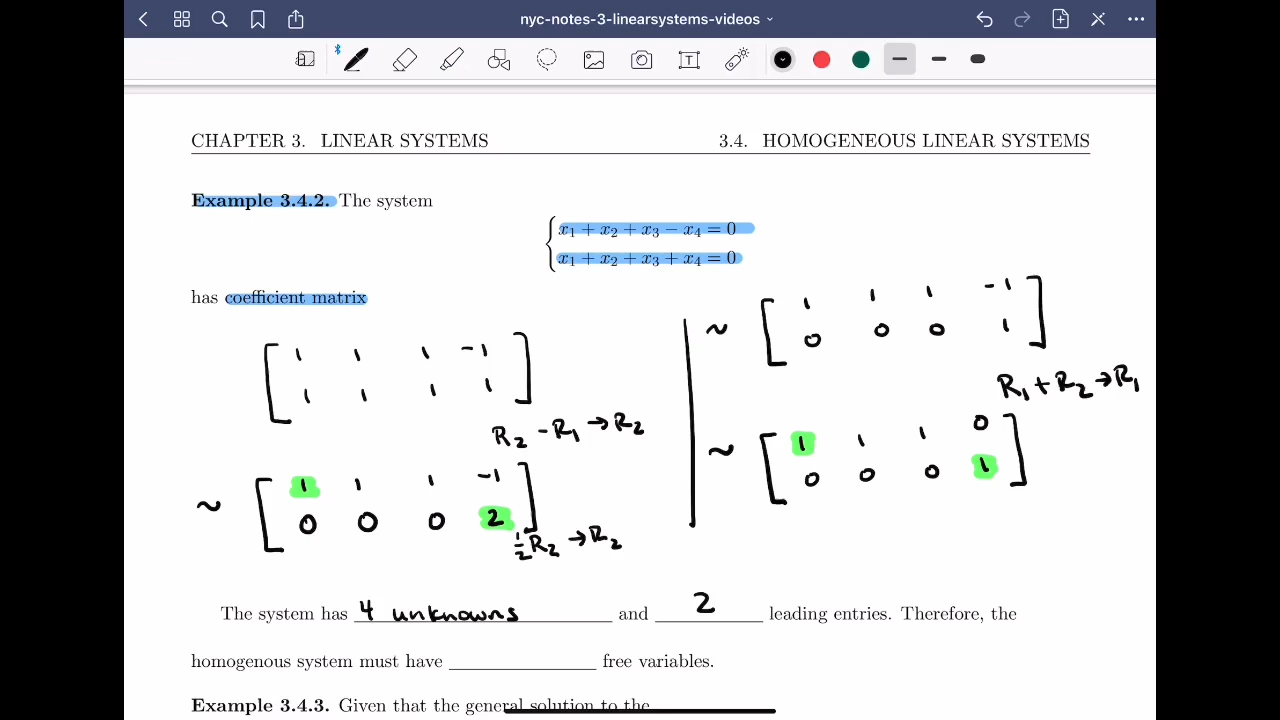 nyc-notes-3-linearsystems-videos
CHAPTER 3. LINEAR SYSTEMS 3.4. HOMOGENEOUS LINEAR SYSTEMS
Example 3.4.2. The system
x₁ + x₂ + x₃ − x₄ = 0
x₁ + x₂ + x₃ + x₄ = 0
has coefficient matrix
1 1 1 -1
1 1 1 1
R₂ - R₁ → R₂
~ 1 1 1 -1
0 0 0 2
½R₂ → R₂
~ 1 1 1 -1
0 0 0 1
R₁ + R₂ → R₁
~ 1 1 1 0
0 0 0 1
The system has 4 unknowns and 2 leading entries. Therefore, the
homogenous system must have free variables.
Example 3.4.3. Given that the general solution to the